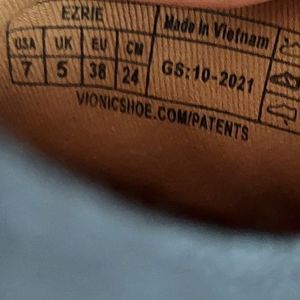 EZRIE
Made in Vietnam
USA UK EU CM
7 5 38 24
GS:10-2021
VIONICSHOE.COM/PATENTS